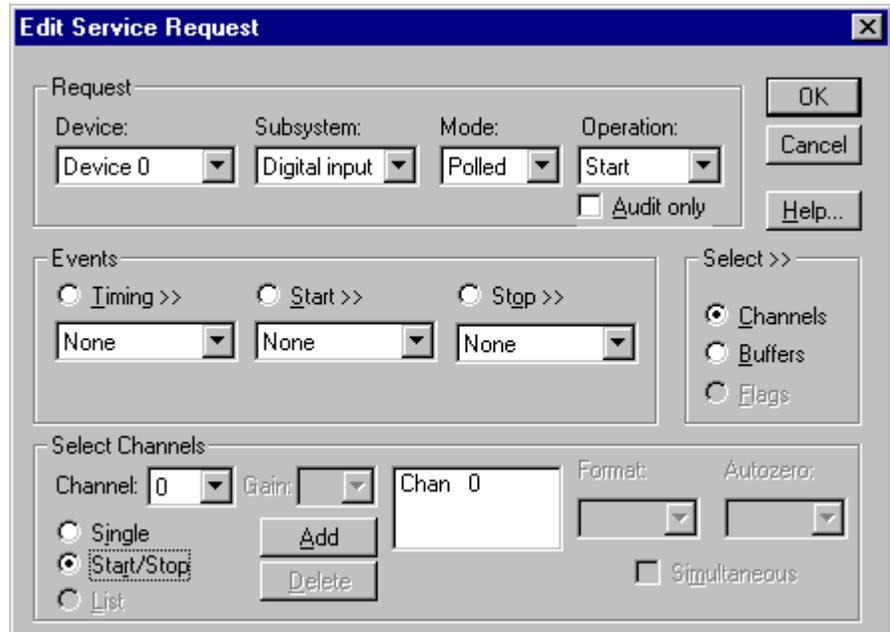 Edit Service Request
Request
Device: Subsystem: Mode: Operation:
Device 0 Digital input Polled Start
Audit only
OK
Cancel
Help...
Events
Timing >> Start >> Stop >>
None None None
Select >>
Channels
Buffers
Flags
Select Channels
Channel: 0 Gain: Chan 0 Format: Autozero:
Single
Start/Stop
List
Add
Delete
Simultaneous